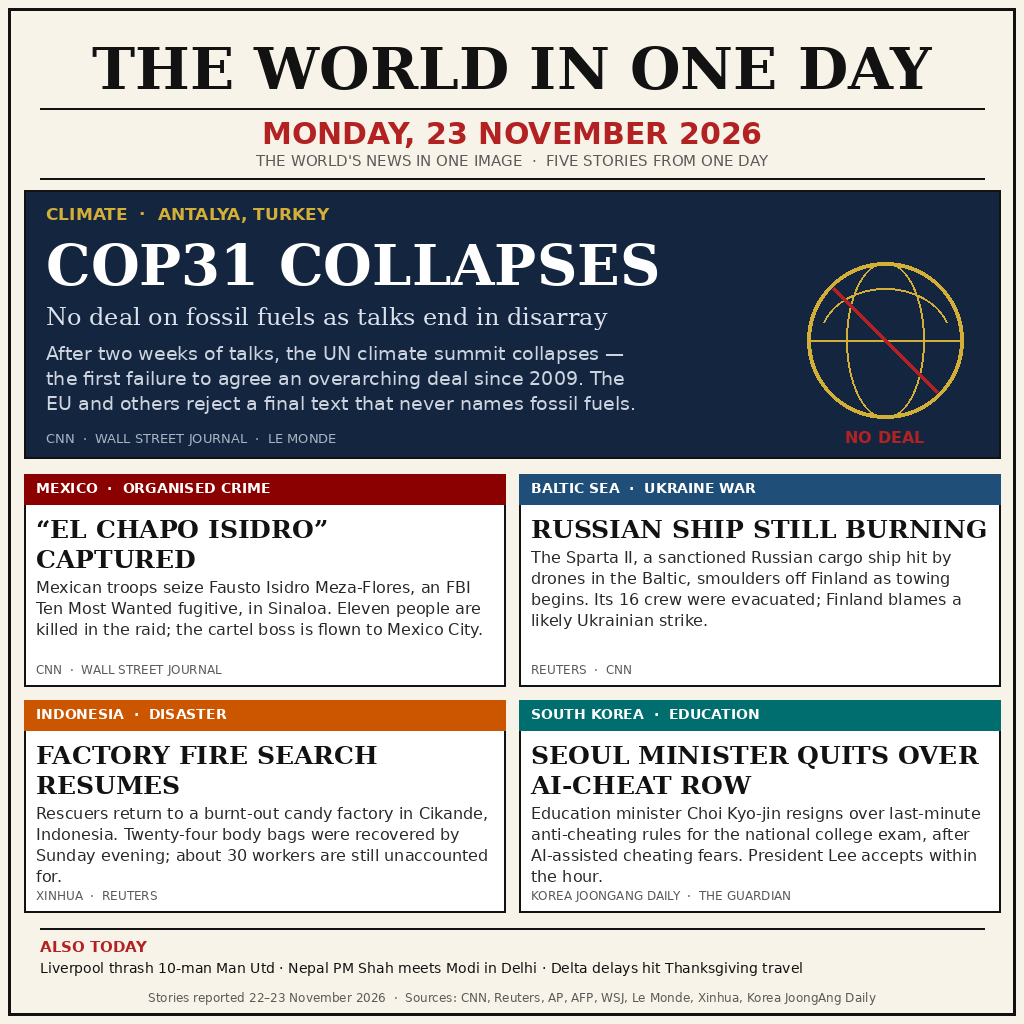 THE WORLD IN ONE DAY
MONDAY, 23 NOVEMBER 2026
THE WORLD'S NEWS IN ONE IMAGE · FIVE STORIES FROM ONE DAY
CLIMATE · ANTALYA, TURKEY
COP31 COLLAPSES
No deal on fossil fuels as talks end in disarray
After two weeks of talks, the UN climate summit collapses —
the first failure to agree an overarching deal since 2009. The
EU and others reject a final text that never names fossil fuels.
CNN · WALL STREET JOURNAL · LE MONDE
NO DEAL
MEXICO · ORGANISED CRIME
“EL CHAPO ISIDRO”
CAPTURED
Mexican troops seize Fausto Isidro Meza-Flores, an FBI
Ten Most Wanted fugitive, in Sinaloa. Eleven people are
killed in the raid; the cartel boss is flown to Mexico City.
CNN · WALL STREET JOURNAL
BALTIC SEA · UKRAINE WAR
RUSSIAN SHIP STILL BURNING
The Sparta II, a sanctioned Russian cargo ship hit by
drones in the Baltic, smoulders off Finland as towing
begins. Its 16 crew were evacuated; Finland blames a
likely Ukrainian strike.
REUTERS · CNN
INDONESIA · DISASTER
FACTORY FIRE SEARCH
RESUMES
Rescuers return to a burnt-out candy factory in Cikande,
Indonesia. Twenty-four body bags were recovered by
Sunday evening; about 30 workers are still unaccounted
for.
XINHUA · REUTERS
SOUTH KOREA · EDUCATION
SEOUL MINISTER QUITS OVER
AI-CHEAT ROW
Education minister Choi Kyo-jin resigns over last-minute
anti-cheating rules for the national college exam, after
AI-assisted cheating fears. President Lee accepts within
the hour.
KOREA JOONGANG DAILY · THE GUARDIAN
ALSO TODAY
Liverpool thrash 10-man Man Utd · Nepal PM Shah meets Modi in Delhi · Delta delays hit Thanksgiving travel
Stories reported 22–23 November 2026 · Sources: CNN, Reuters, AP, AFP, WSJ, Le Monde, Xinhua, Korea JoongAng Daily